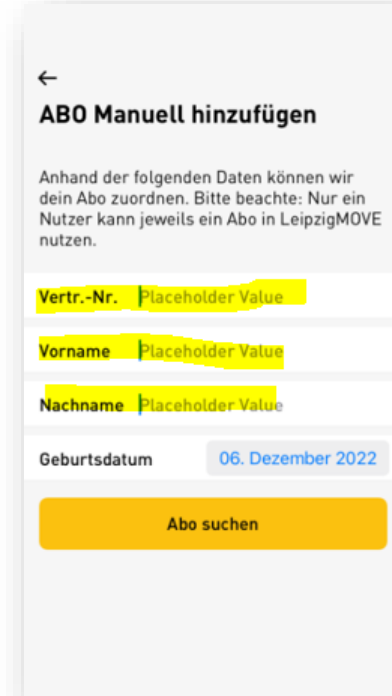 ABO Manuell hinzufügen
Anhand der folgenden Daten können wir
dein Abo zuordnen. Bitte beachte: Nur ein
Nutzer kann jeweils ein Abo in LeipzigMOVE
nutzen.
Vertr.-Nr. Placeholder Value
Vorname Placeholder Value
Nachname Placeholder Value
Geburtsdatum 06. Dezember 2022
Abo suchen